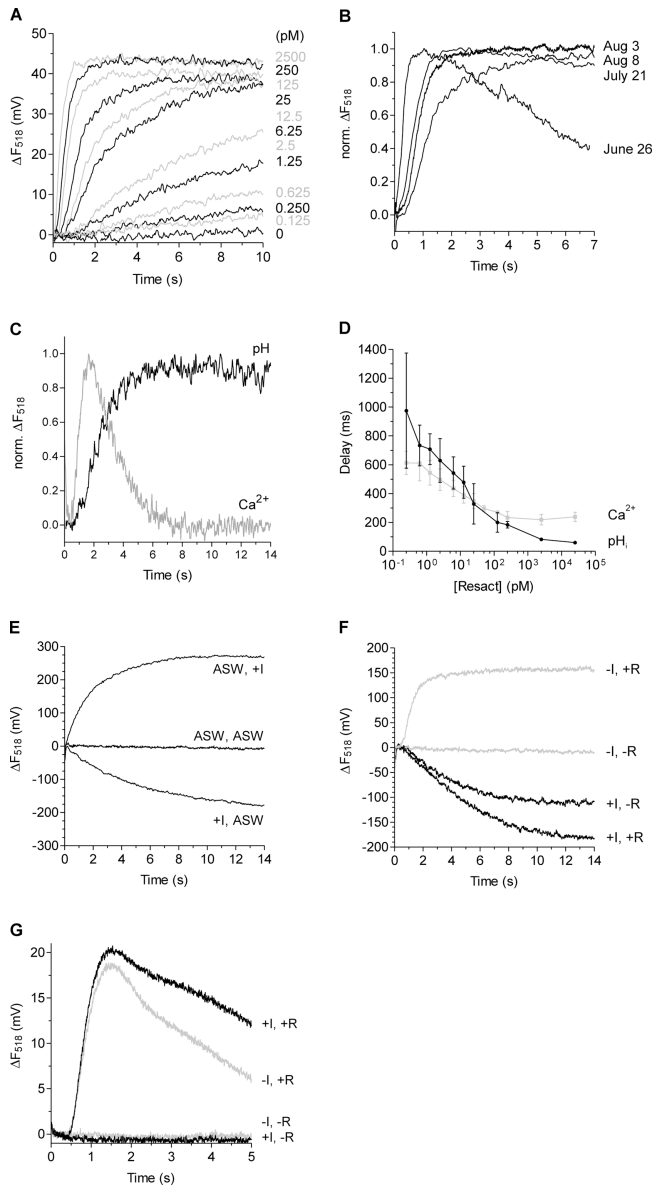 A
(pM)
ΔF518 (mV)
50
40
30
20
10
0
2500
250
125
25
12.5
6.25
2.5
1.25
0.625
0.250
0.125
0
0 2 4 6 8 10
Time (s)
B
norm. ΔF518
1.0
0.8
0.6
0.4
0.2
0.0
Aug 3
Aug 8
July 21
June 26
0 1 2 3 4 5 6 7
Time (s)
C
norm. ΔF518
1.0
0.8
0.6
0.4
0.2
0.0
pH
Ca2+
0 2 4 6 8 10 12 14
Time (s)
D
Delay (ms)
1400
1200
1000
800
600
400
200
0
Ca2+
pHi
10-1 100 101 102 103 104 105
[Resact] (pM)
E
ΔF518 (mV)
300
200
100
0
-100
-200
-300
ASW, +I
ASW, ASW
+I, ASW
0 2 4 6 8 10 12 14
Time (s)
F
ΔF518 (mV)
200
150
100
50
0
-50
-100
-150
-200
-I, +R
-I, -R
+I, -R
+I, +R
0 2 4 6 8 10 12 14
Time (s)
G
ΔF518 (mV)
20
15
10
5
0
+I, +R
-I, +R
-I, -R
+I, -R
0 1 2 3 4 5
Time (s)